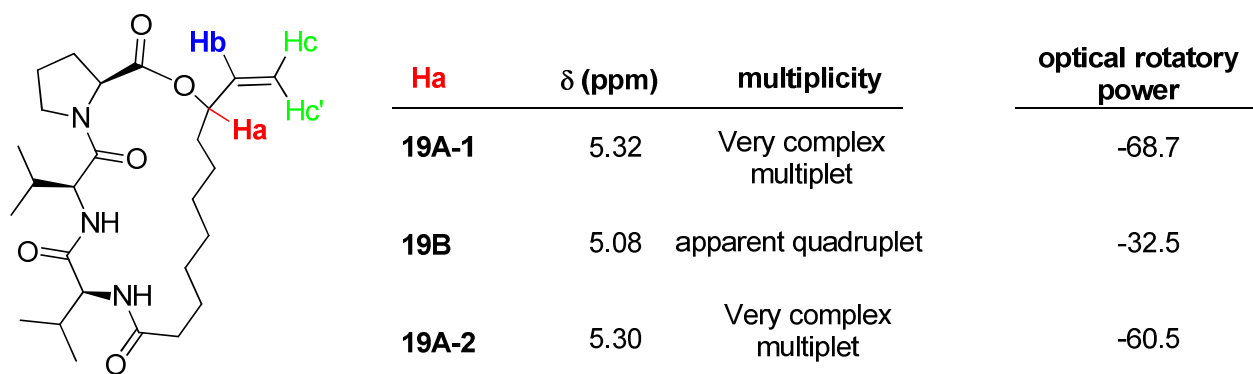 O
Hb
Hc
O
Hc'
Ha
N
O
NH
O
NH
O
Ha δ (ppm) multiplicity optical rotatory power
19A-1 5.32 Very complex multiplet -68.7
19B 5.08 apparent quadruplet -32.5
19A-2 5.30 Very complex multiplet -60.5